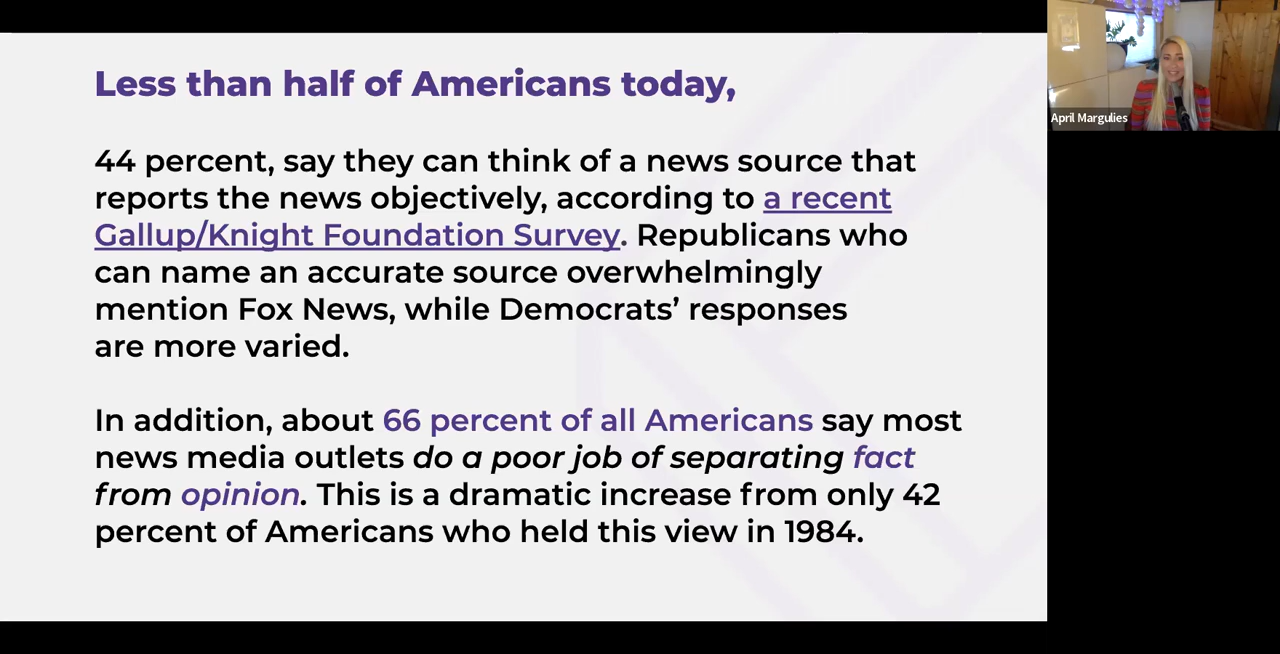 Less than half of Americans today,
44 percent, say they can think of a news source that
reports the news objectively, according to a recent
Gallup/Knight Foundation Survey. Republicans who
can name an accurate source overwhelmingly
mention Fox News, while Democrats’ responses
are more varied.
In addition, about 66 percent of all Americans say most
news media outlets do a poor job of separating fact
from opinion. This is a dramatic increase from only 42
percent of Americans who held this view in 1984.
April Margulies